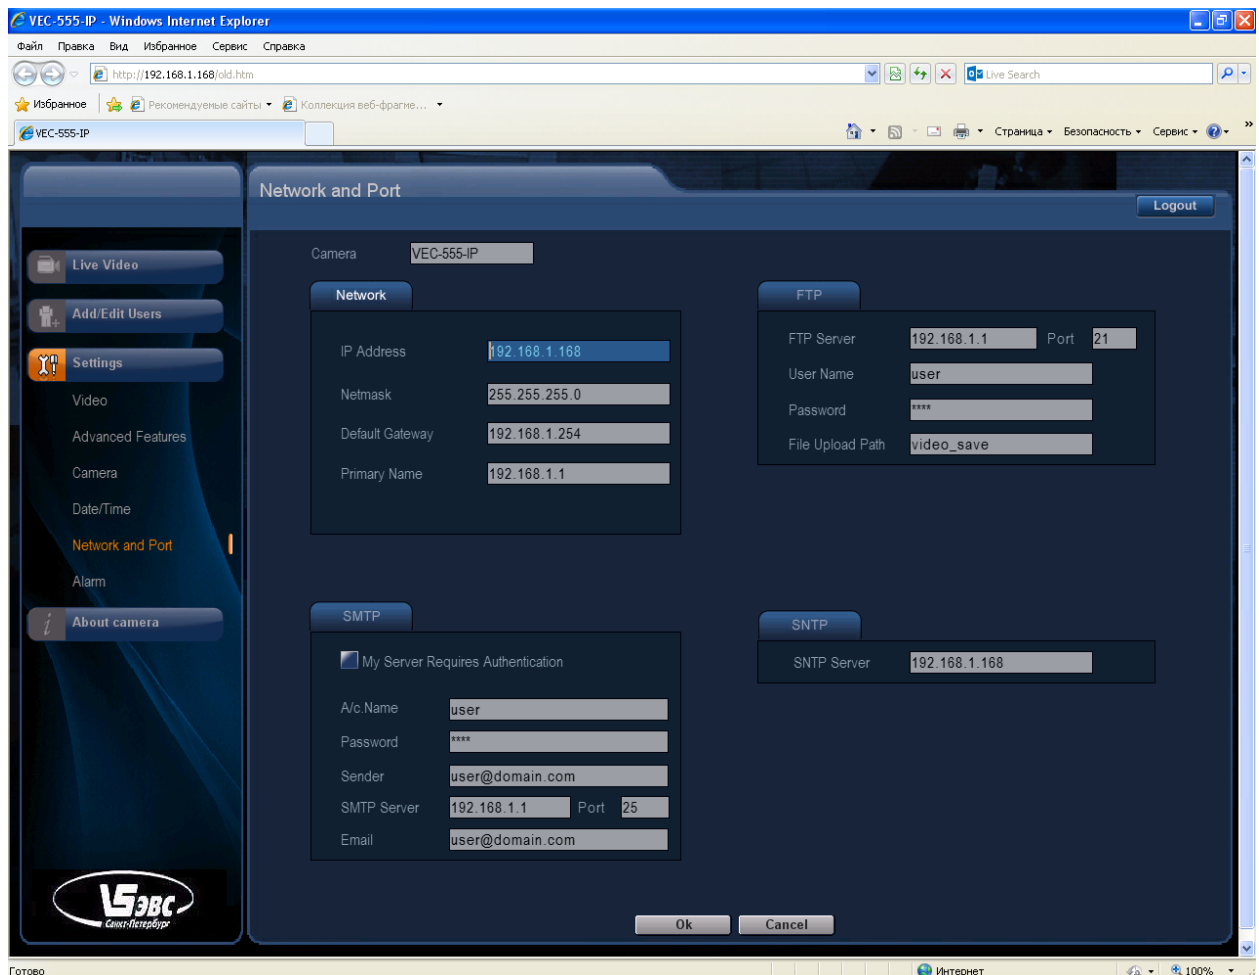 VEC-555-IP - Windows Internet Explorer
Файл Правка Вид Избранное Сервис Справка
http://192.168.1.168/old.htm
Live Search
Избранное Рекомендуемые сайты Коллекция веб-фрагме...
VEC-555-IP
Страница Безопасность Сервис
Network and Port
Logout
Live Video
Add/Edit Users
Settings
Video
Advanced Features
Camera
Date/Time
Network and Port
Alarm
About camera
ЭВС
Санкт-Петербург
Camera VEC-555-IP
Network
IP Address 192.168.1.168
Netmask 255.255.255.0
Default Gateway 192.168.1.254
Primary Name 192.168.1.1
FTP
FTP Server 192.168.1.1 Port 21
User Name user
Password ****
File Upload Path video_save
SMTP
My Server Requires Authentication
A/c.Name user
Password ****
Sender user@domain.com
SMTP Server 192.168.1.1 Port 25
Email user@domain.com
SNTP
SNTP Server 192.168.1.168
Ok Cancel
Готово Интернет 100%